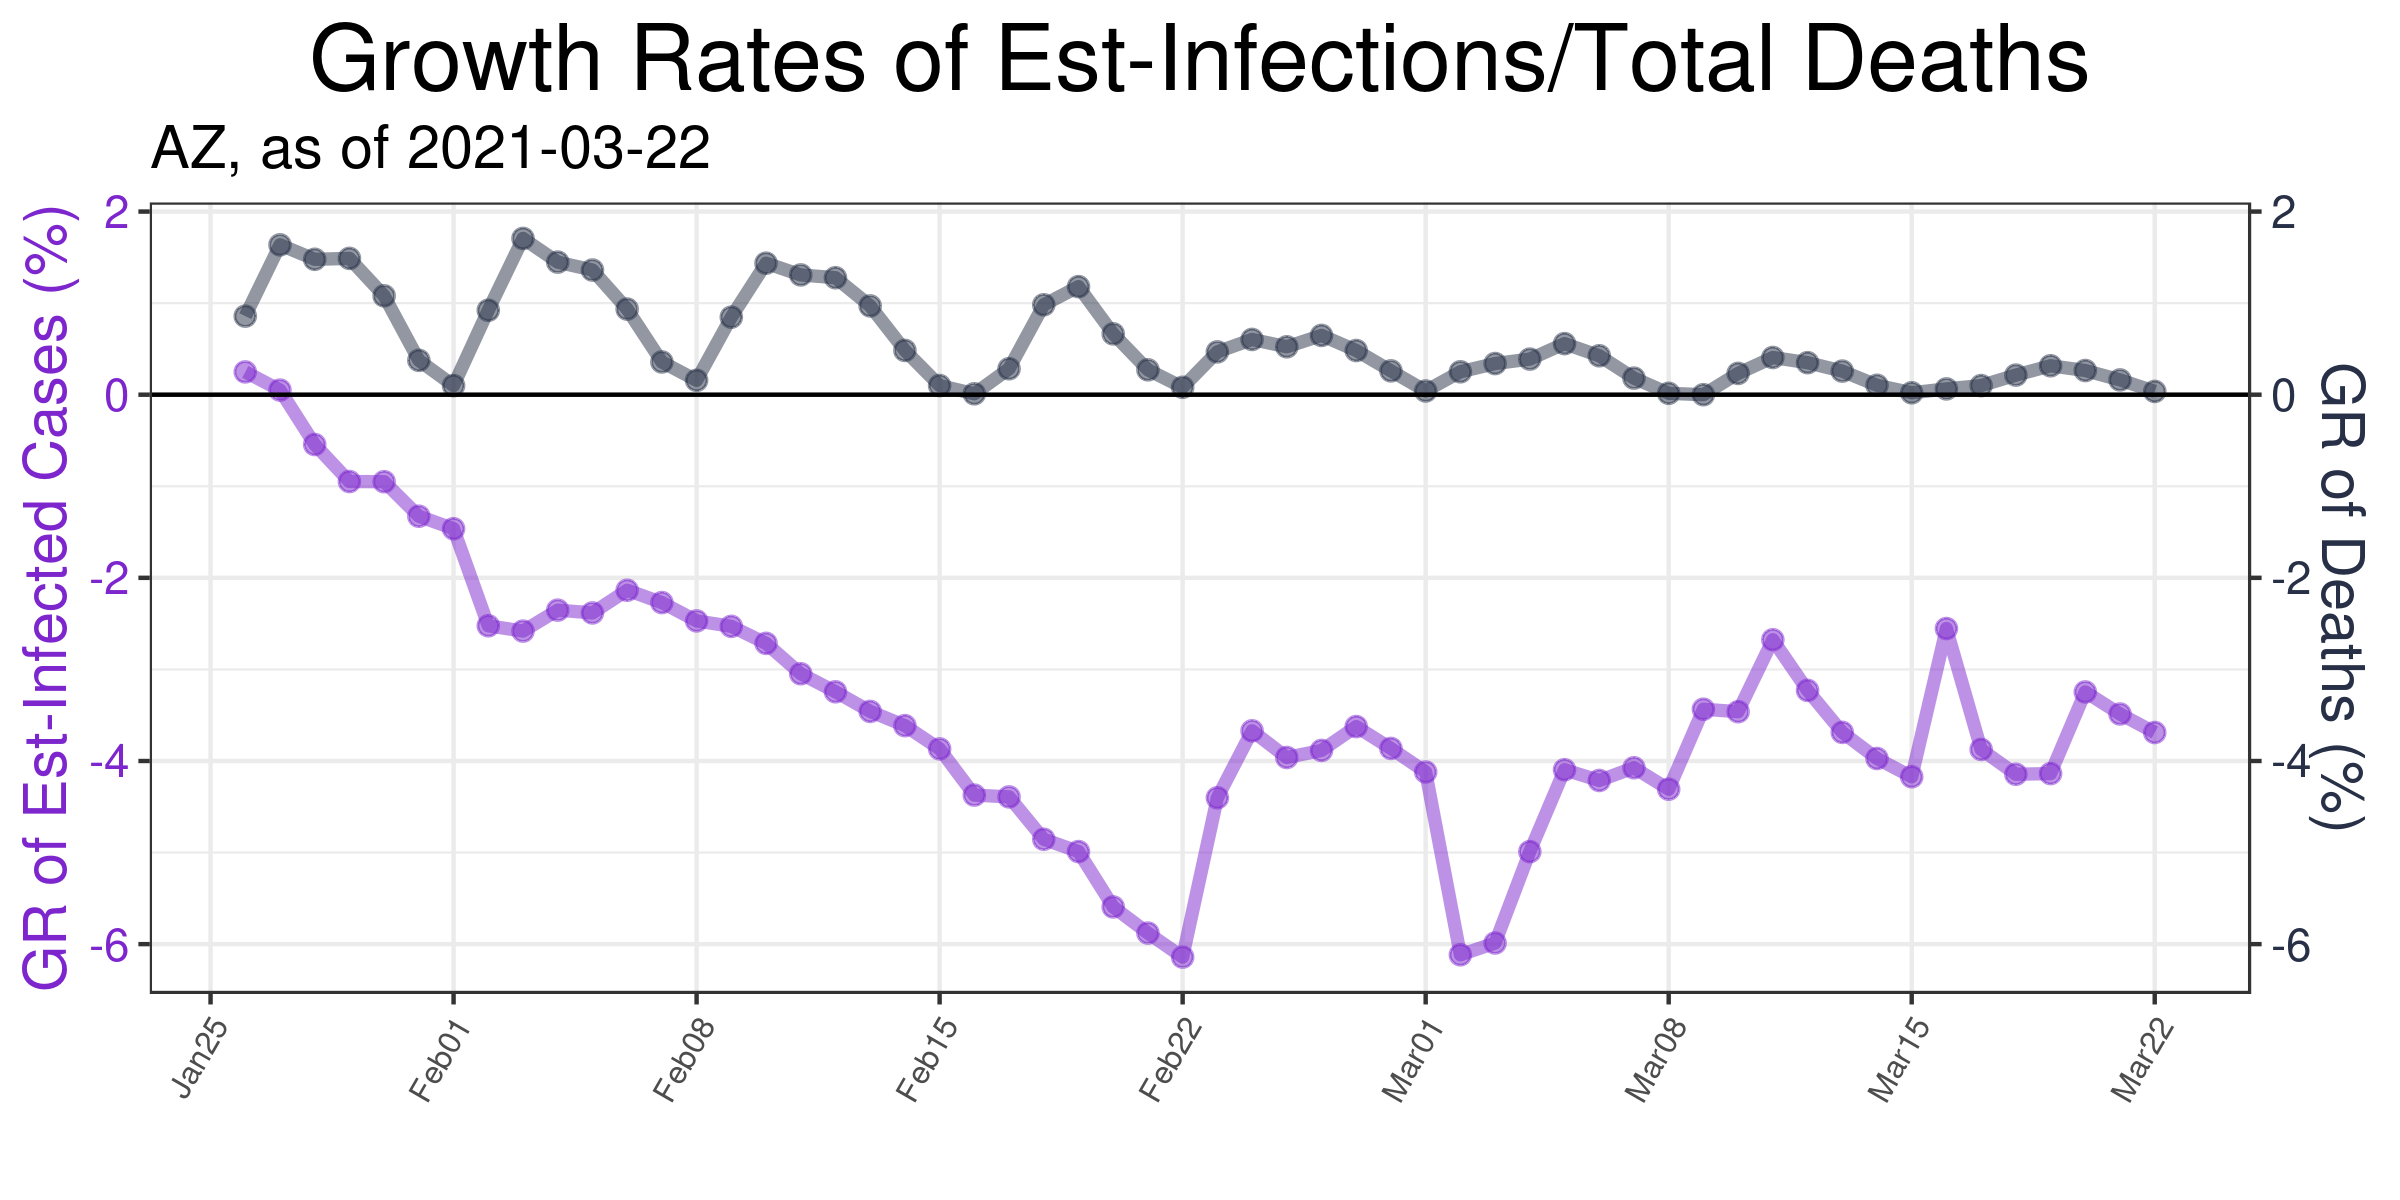 Growth Rates of Est-Infections/Total Deaths
AZ, as of 2021-03-22
GR of Est-Infected Cases (%)
2
0
-2
-4
-6
2
0
-2
-4
-6
GR of Deaths (%)
Jan25
Feb01
Feb08
Feb15
Feb22
Mar01
Mar08
Mar15
Mar22